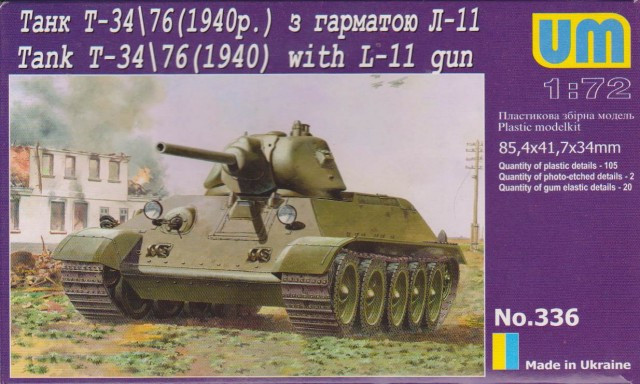 Танк Т-34\76(1940р.) з гарматою Л-11
Tank T-34\76(1940) with L-11 gun
um
1:72
Пластикова збірна модель
Plastic modelkit
85,4x41,7x34mm
Quantity of plastic details - 105
Quantity of photo-etched details - 2
Quantity of gum elastic details - 20
No.336
Made in Ukraine